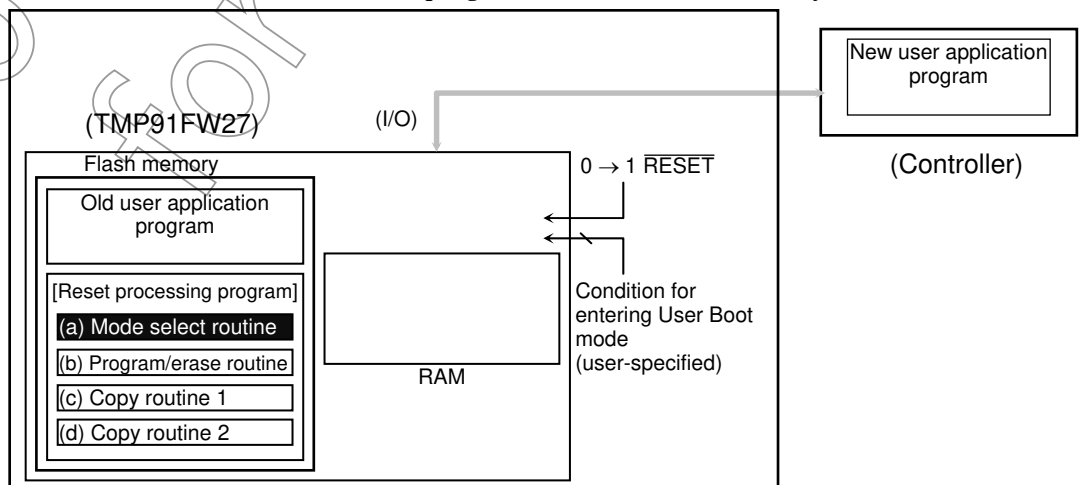 New user application
program
(TMP91FW27)
(I/O)
(Controller)
Flash memory
0 → 1 RESET
Old user application
program
[Reset processing program]
(a) Mode select routine
(b) Program/erase routine
(c) Copy routine 1
(d) Copy routine 2
RAM
Condition for
entering User Boot
mode
(user-specified)